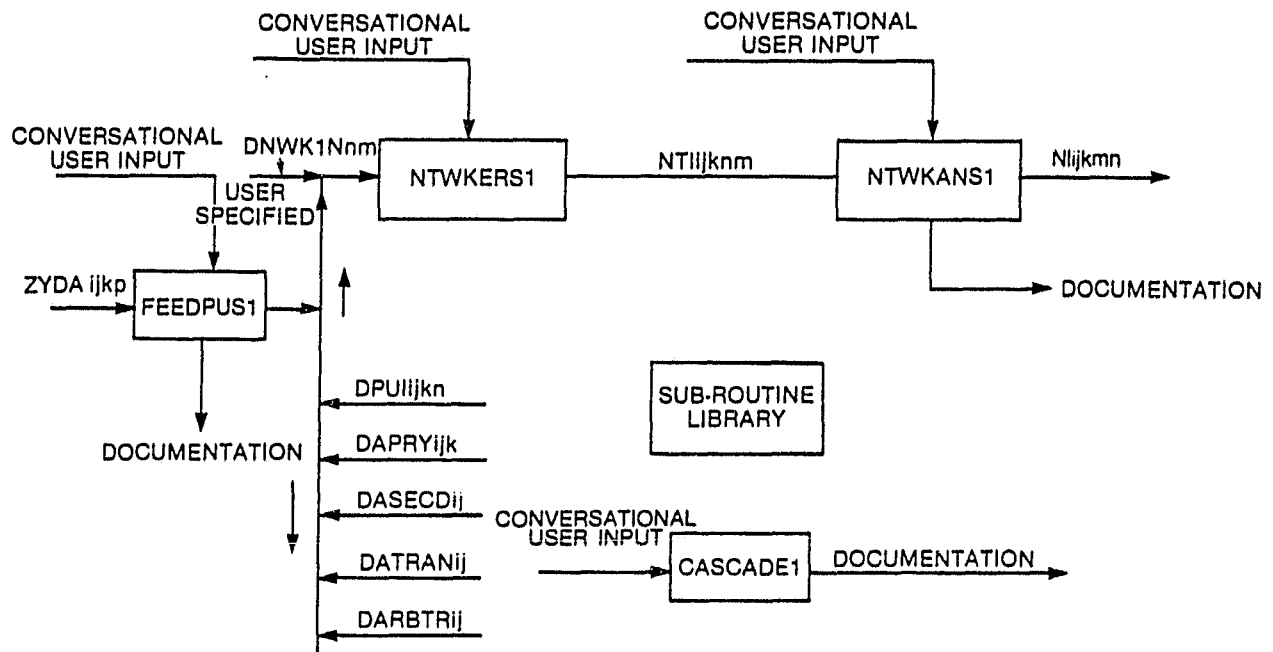 CONVERSATIONAL
USER INPUT
CONVERSATIONAL
USER INPUT
CONVERSATIONAL
USER INPUT
DNWK1Nnm
USER
SPECIFIED
NTWKERS1
NTIijknm
NTWKANS1
Nlijkmn
ZYDA ijkp
FEEDPUS1
DOCUMENTATION
DOCUMENTATION
DPUIijkn
DAPRYijk
DASECDij
DATRANij
DARBTRij
SUB-ROUTINE
LIBRARY
CONVERSATIONAL
USER INPUT
CASCADE1
DOCUMENTATION